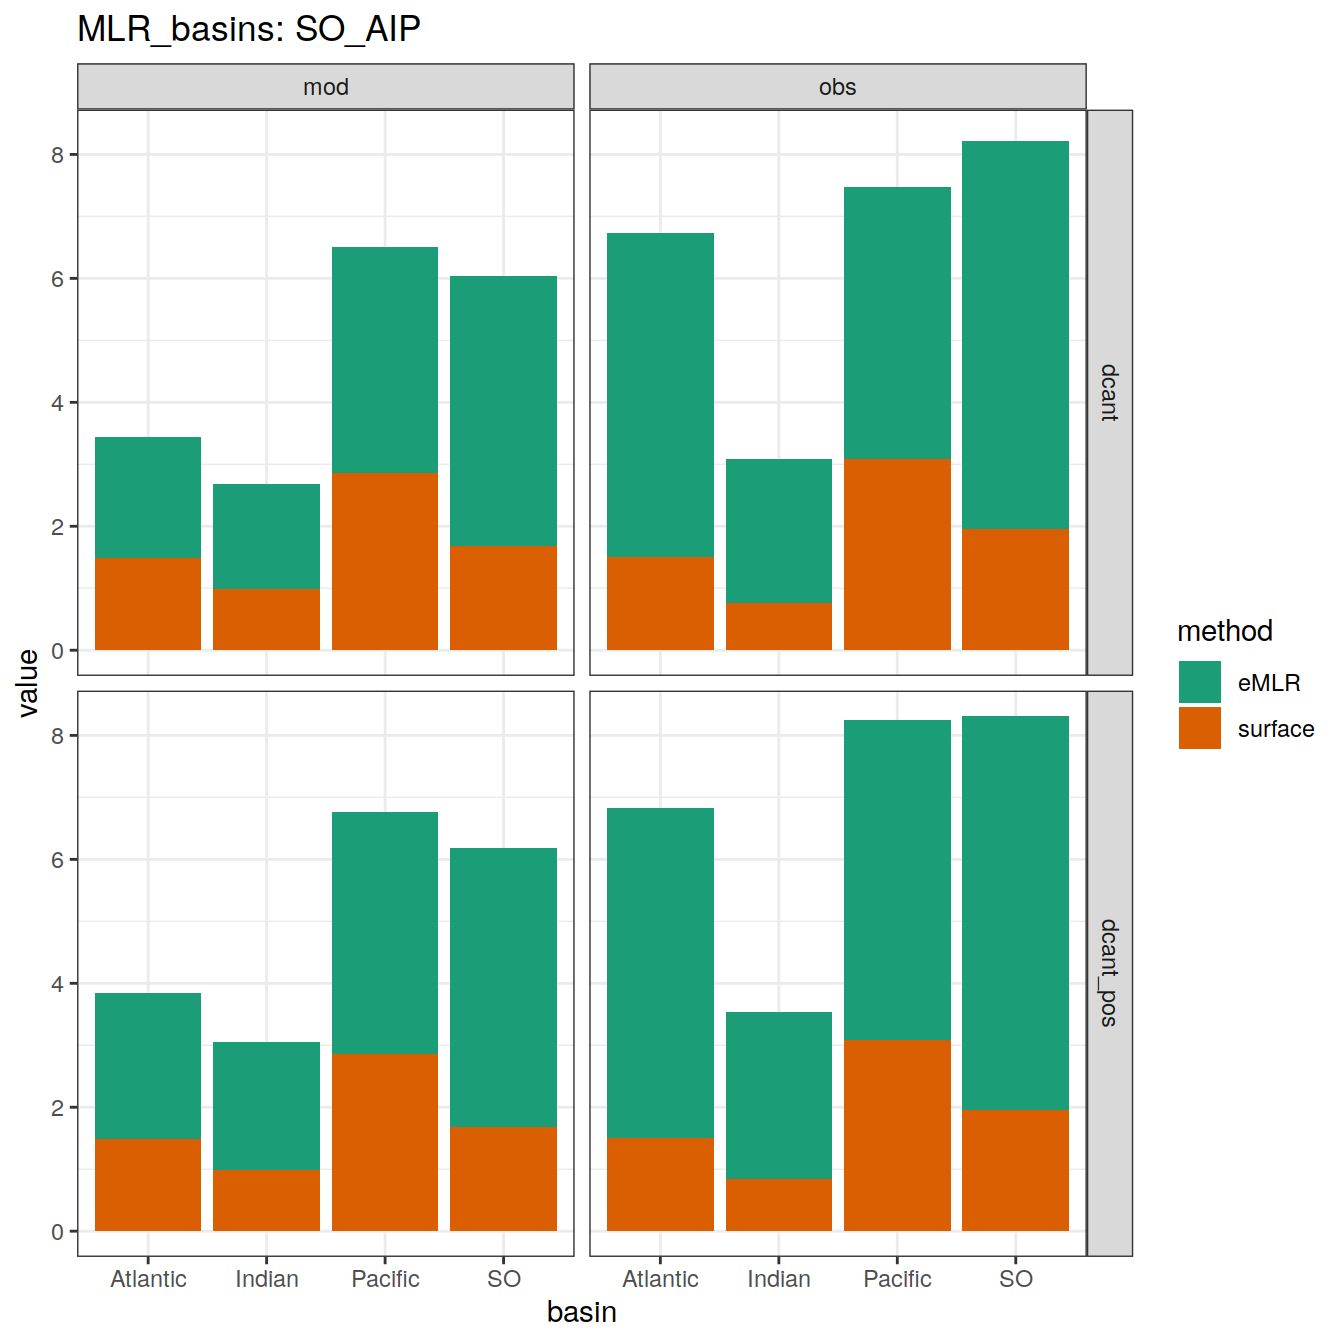 MLR_basins: SO_AIP
mod
obs
8
6
4
2
0
dcant
8
6
4
2
0
dcant_pos
value
Atlantic Indian Pacific SO
Atlantic Indian Pacific SO
basin
method
eMLR
surface